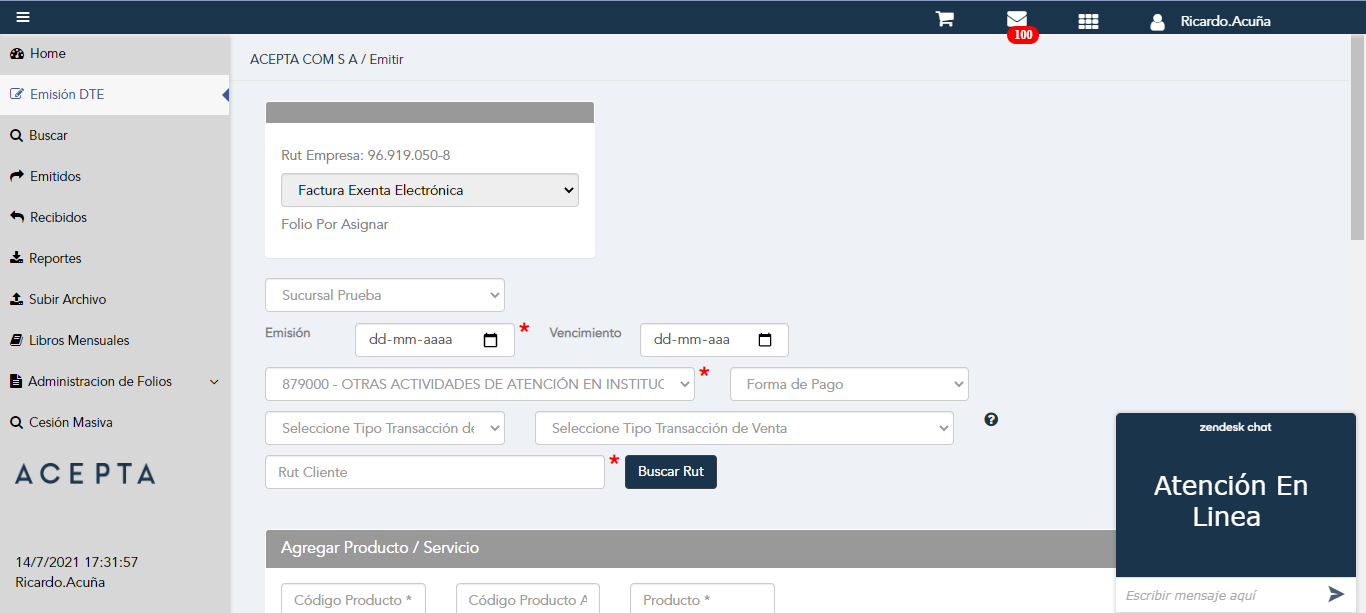 100
Ricardo.Acuña
Home
Emisión DTE
Buscar
Emitidos
Recibidos
Reportes
Subir Archivo
Libros Mensuales
Administracion de Folios
Cesión Masiva
ACEPTA
14/7/2021 17:31:57
Ricardo.Acuña
ACEPTA COM S A / Emitir
Rut Empresa: 96.919.050-8
Factura Exenta Electrónica
Folio Por Asignar
Sucursal Prueba
Emisión dd-mm-aaaa * Vencimiento dd-mm-aaa
879000 - OTRAS ACTIVIDADES DE ATENCIÓN EN INSTITUC * Forma de Pago
Seleccione Tipo Transacción de Seleccione Tipo Transacción de Venta ?
Rut Cliente * Buscar Rut
Agregar Producto / Servicio
Código Producto * Código Producto A Producto *
zendesk chat
Atención En
Linea
Escribir mensaje aquí